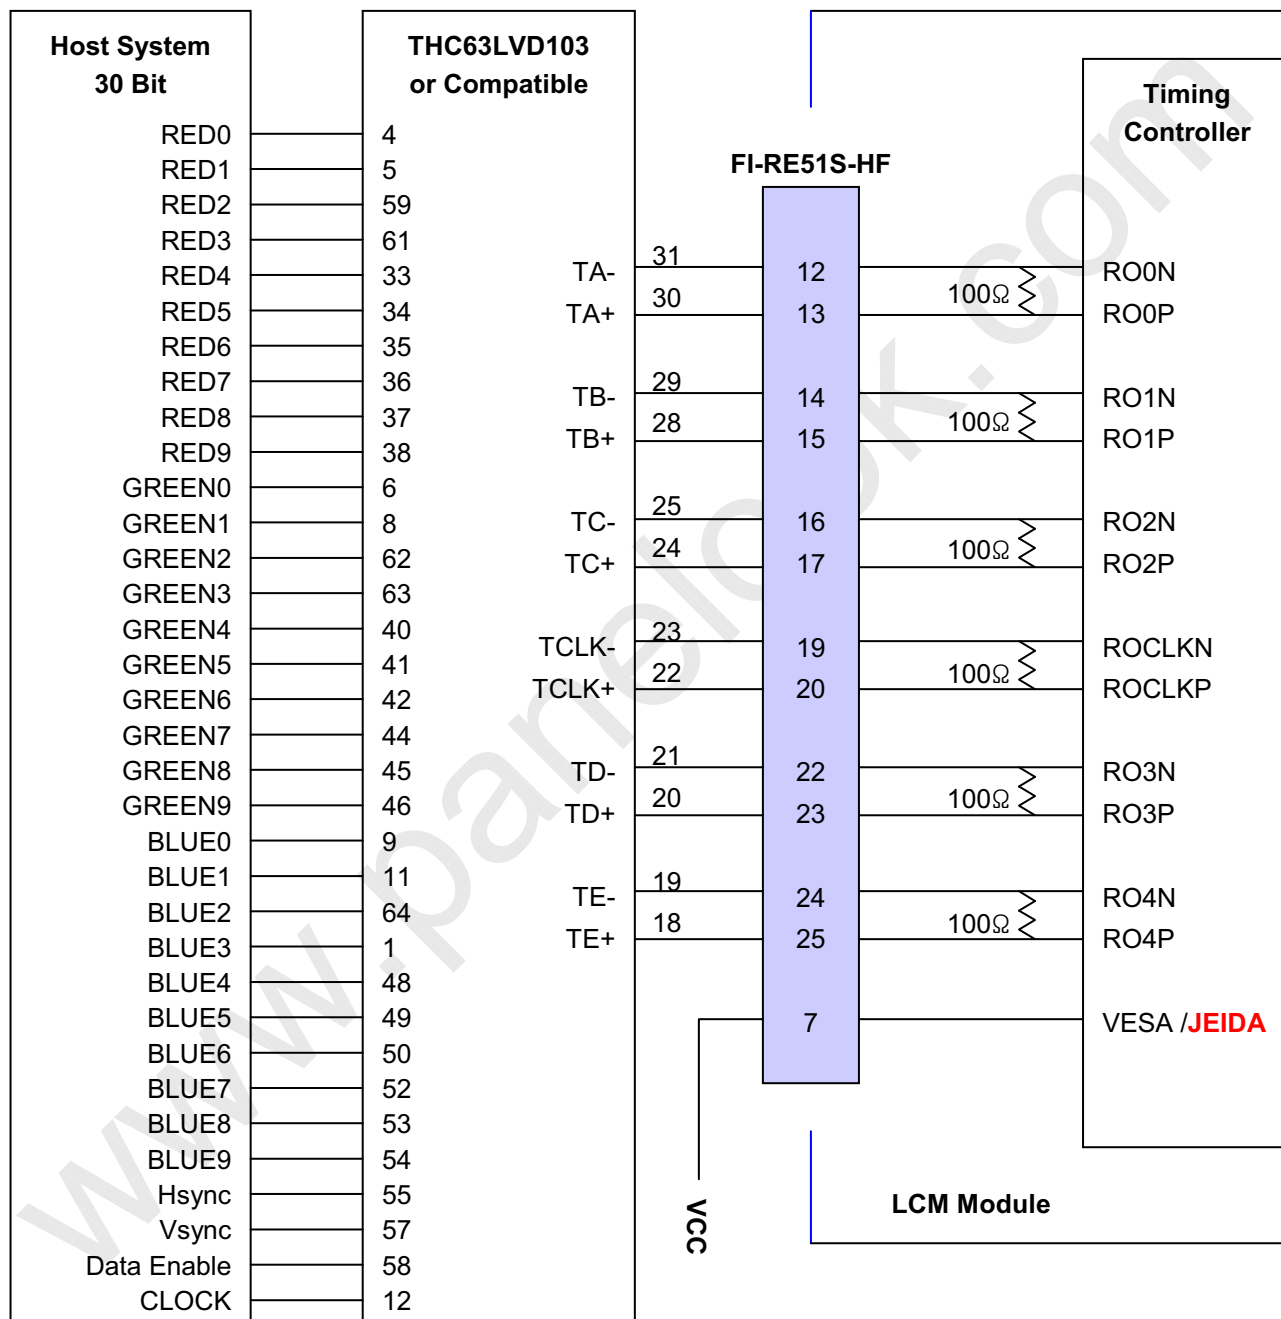 Host System
30 Bit
RED0 4
RED1 5
RED2 59
RED3 61
RED4 33
RED5 34
RED6 35
RED7 36
RED8 37
RED9 38
GREEN0 6
GREEN1 8
GREEN2 62
GREEN3 63
GREEN4 40
GREEN5 41
GREEN6 42
GREEN7 44
GREEN8 45
GREEN9 46
BLUE0 9
BLUE1 11
BLUE2 64
BLUE3 1
BLUE4 48
BLUE5 49
BLUE6 50
BLUE7 52
BLUE8 53
BLUE9 54
Hsync 55
Vsync 57
Data Enable 58
CLOCK 12
THC63LVD103
or Compatible
TA- 31
TA+ 30
TB- 29
TB+ 28
TC- 25
TC+ 24
TCLK- 23
TCLK+ 22
TD- 21
TD+ 20
TE- 19
TE+ 18
VCC
FI-RE51S-HF
12
13
14
15
16
17
19
20
22
23
24
25
7
100Ω
100Ω
100Ω
100Ω
100Ω
100Ω
Timing
Controller
RO0N
RO0P
RO1N
RO1P
RO2N
RO2P
ROCLKN
ROCLKP
RO3N
RO3P
RO4N
RO4P
VESA /JEIDA
LCM Module
www.panelook.com